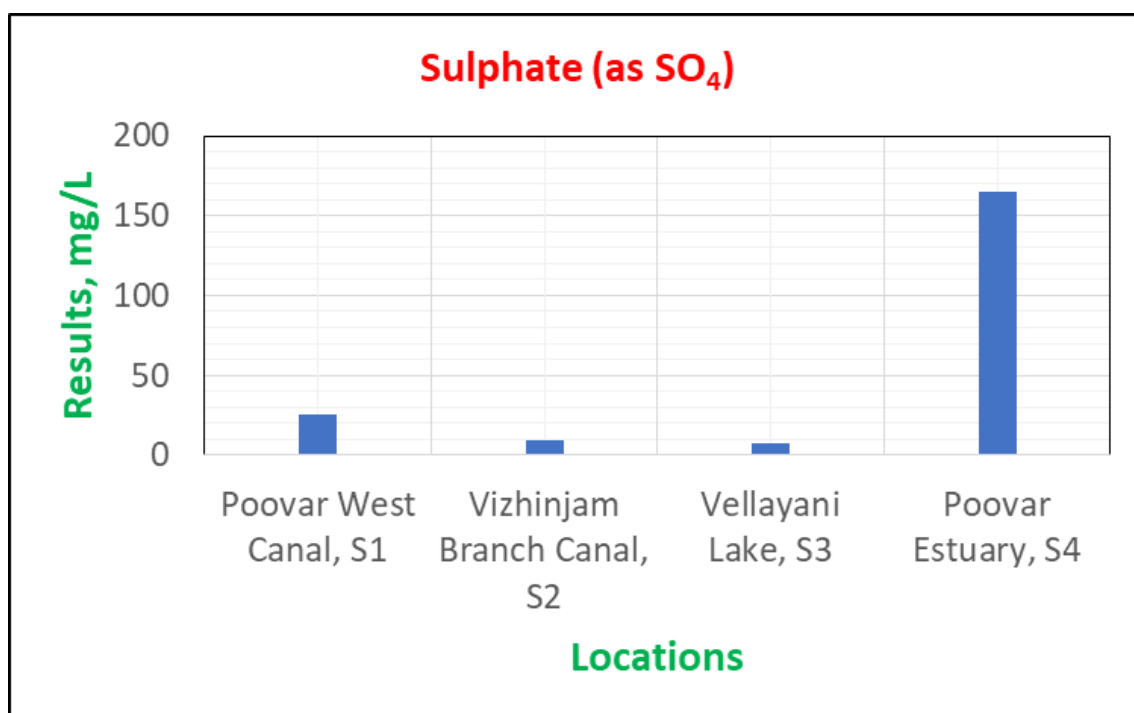 Sulphate (as SO₄)
Results, mg/L
200
150
100
50
0
Poovar West
Canal, S1
Vizhinjam
Branch Canal,
S2
Vellayani
Lake, S3
Poovar
Estuary, S4
Locations